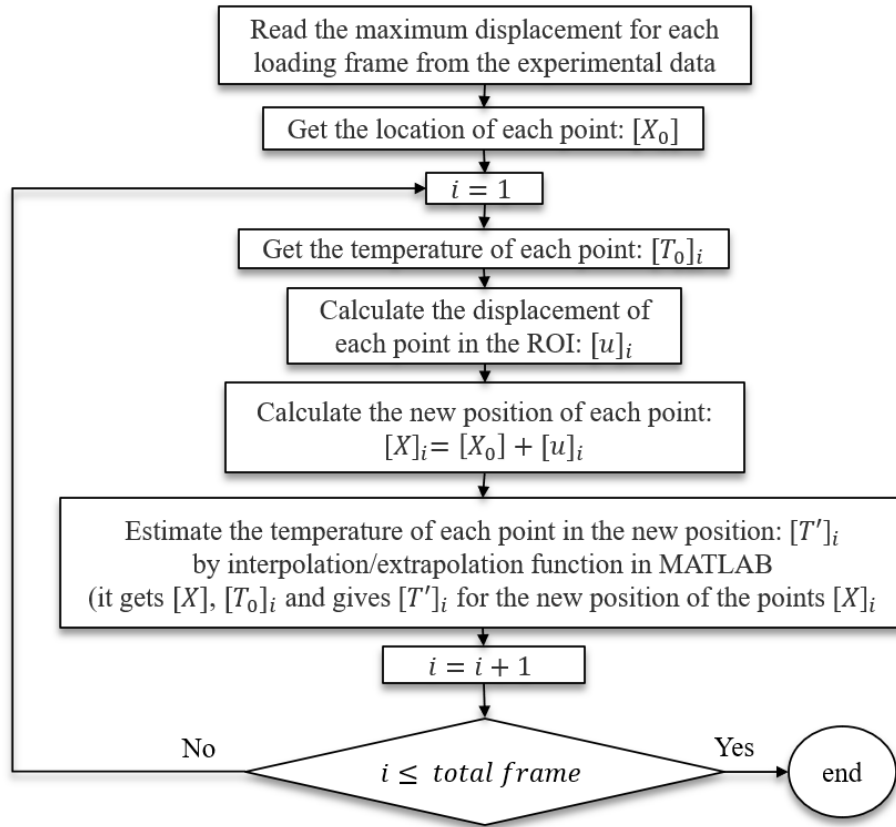 Read the maximum displacement for each
loading frame from the experimental data
Get the location of each point: [X₀]
i = 1
Get the temperature of each point: [T₀]ᵢ
Calculate the displacement of
each point in the ROI: [u]ᵢ
Calculate the new position of each point:
[X]ᵢ= [X₀] + [u]ᵢ
Estimate the temperature of each point in the new position: [T′]ᵢ
by interpolation/extrapolation function in MATLAB
(it gets [X], [T₀]ᵢ and gives [T′]ᵢ for the new position of the points [X]ᵢ
i = i + 1
No
Yes
i ≤ total frame
end